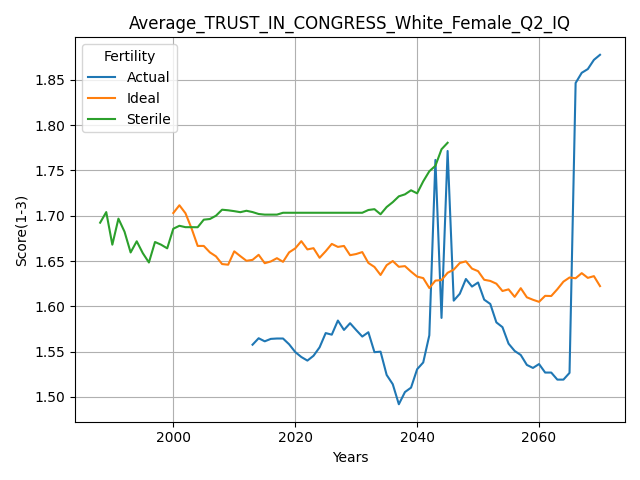 Average_TRUST_IN_CONGRESS_White_Female_Q2_IQ
Fertility
Actual
Ideal
Sterile
Score(1-3)
1.85
1.80
1.75
1.70
1.65
1.60
1.55
1.50
2000
2020
2040
2060
Years